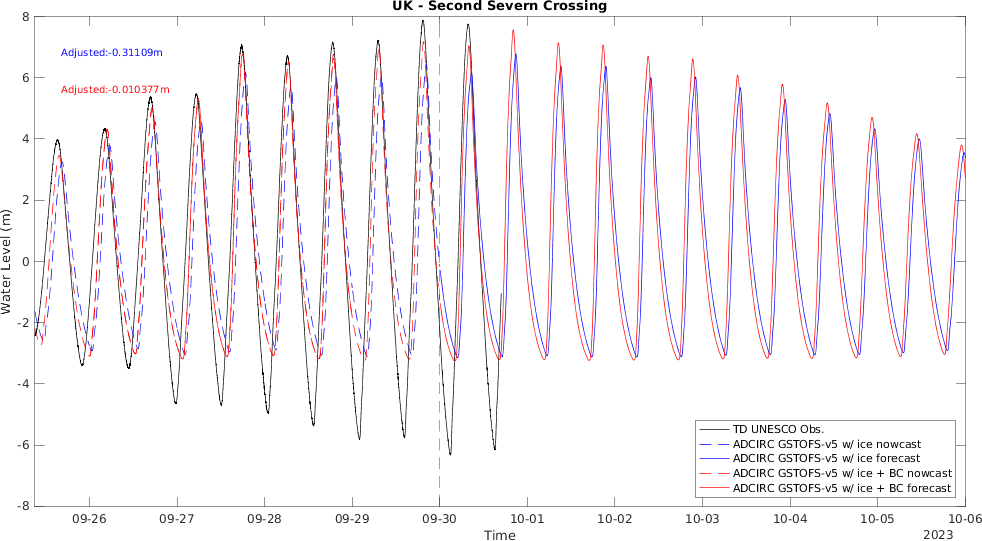 UK - Second Severn Crossing
Adjusted:-0.31109m
Adjusted:-0.010377m
8
6
4
2
0
-2
-4
-6
-8
Water Level (m)
TD UNESCO Obs.
ADCIRC GSTOFS-v5 w/ ice nowcast
ADCIRC GSTOFS-v5 w/ ice forecast
ADCIRC GSTOFS-v5 w/ ice + BC nowcast
ADCIRC GSTOFS-v5 w/ ice + BC forecast
09-26 09-27 09-28 09-29 09-30 10-01 10-02 10-03 10-04 10-05 10-06
Time
2023